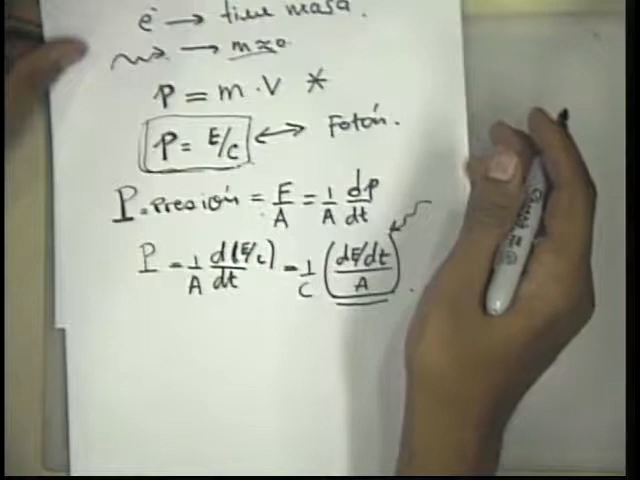 e⁻ → tiene masa.
→ m=0
p = m · V *
p = E/c ↔ Fotón.
P. Presión = F/A = 1/A dp/dt
P = 1/A d(E/c)/dt = 1/c (dE/dt / A).